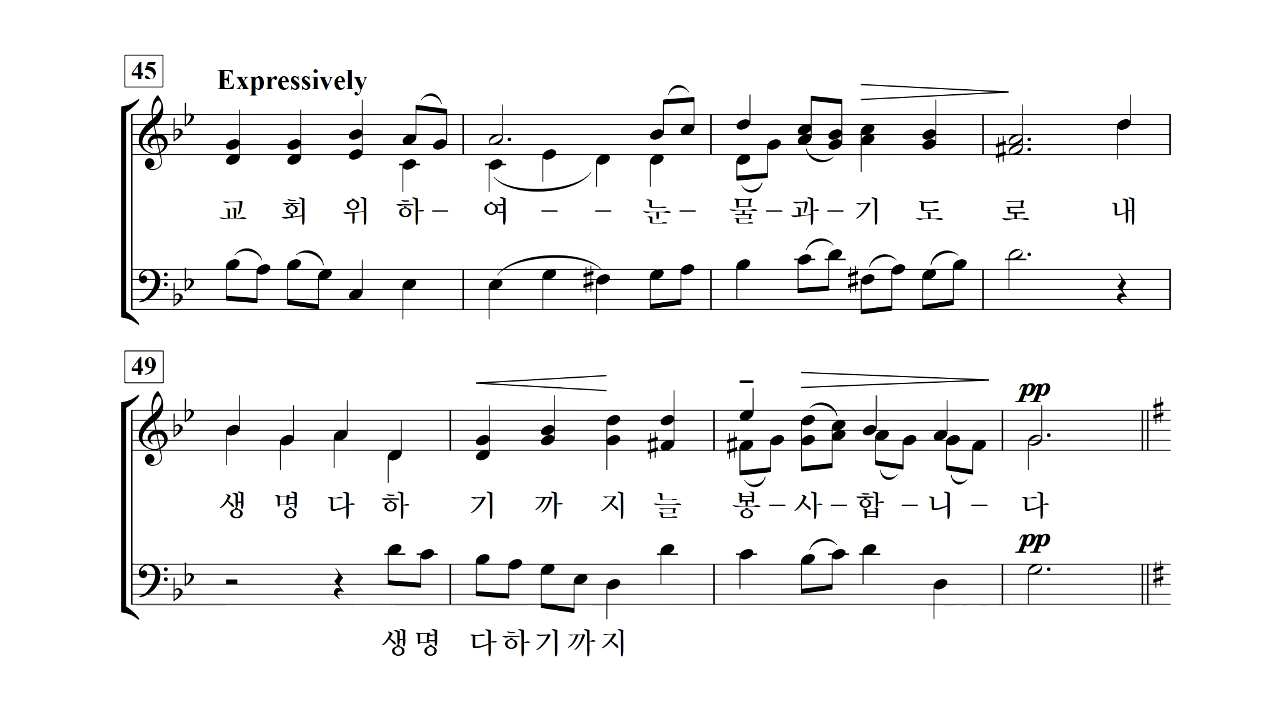 45
Expressively
교 회 위 하 – 여 – – 눈 – 물 – 과 – 기 도 로 내
49
pp
생 명 다 하 기 까 지 늘 봉 – 사 – 합 – 니 – 다
pp
생 명 다 하 기 까 지